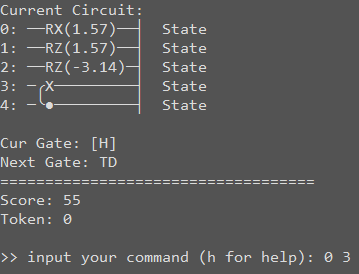 Current Circuit:
0: ──RX(1.57)──┤  State
1: ──RZ(1.57)──┤  State
2: ──RZ(-3.14)─┤  State
3: ─╭X─────────┤  State
4: ─╰●─────────┤  State
Cur Gate: [H]
Next Gate: TD
===================================
Score: 55
Token: 0
>> input your command (h for help): 0 3